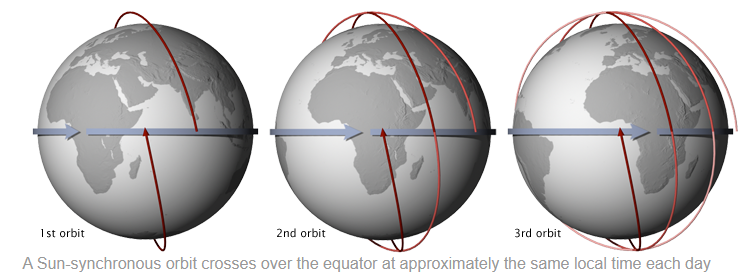 1st orbit
2nd orbit
3rd orbit
A Sun-synchronous orbit crosses over the equator at approximately the same local time each day